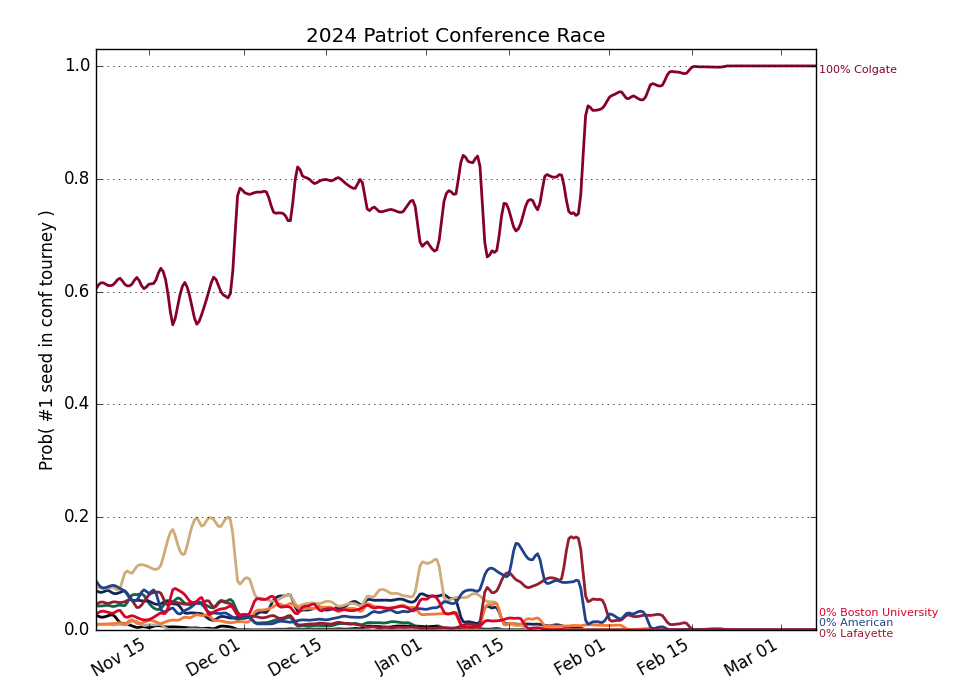 2024 Patriot Conference Race
Prob( #1 seed in conf tourney )
1.0
0.8
0.6
0.4
0.2
0.0
Nov 15
Dec 01
Dec 15
Jan 01
Jan 15
Feb 01
Feb 15
Mar 01
100% Colgate
0% Boston University
0% American
0% Lafayette